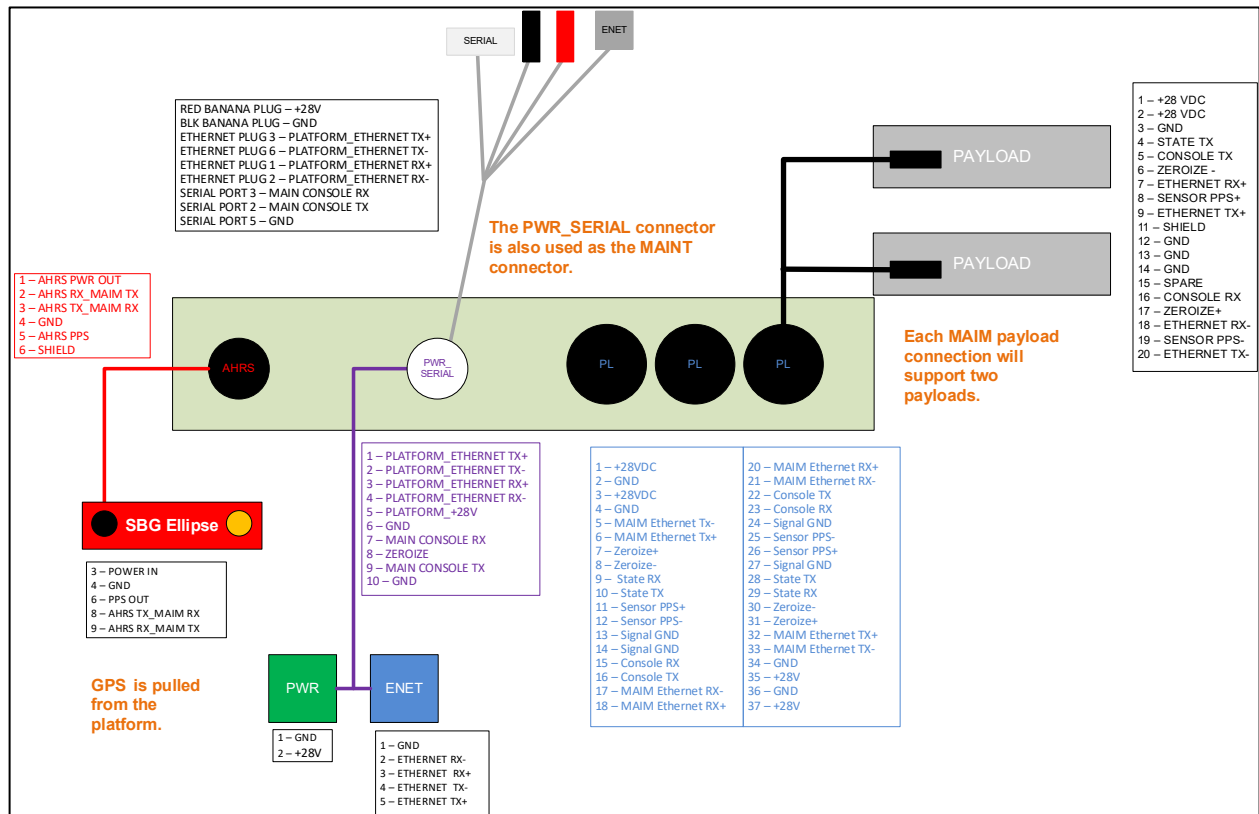 SERIAL
ENET
RED BANANA PLUG – +28V
BLK BANANA PLUG – GND
ETHERNET PLUG 3 – PLATFORM_ETHERNET TX+
ETHERNET PLUG 6 – PLATFORM_ETHERNET TX-
ETHERNET PLUG 1 – PLATFORM_ETHERNET RX+
ETHERNET PLUG 2 – PLATFORM_ETHERNET RX-
SERIAL PORT 3 – MAIN CONSOLE RX
SERIAL PORT 2 – MAIN CONSOLE TX
SERIAL PORT 5 – GND
The PWR_SERIAL connector
is also used as the MAINT
connector.
PAYLOAD
PAYLOAD
1 – +28 VDC
2 – +28 VDC
3 – GND
4 – STATE TX
5 – CONSOLE TX
6 – ZEROIZE -
7 – ETHERNET RX+
8 – SENSOR PPS+
9 – ETHERNET TX+
11 – SHIELD
12 – GND
13 – GND
14 – GND
15 – SPARE
16 – CONSOLE RX
17 – ZEROIZE+
18 – ETHERNET RX-
19 – SENSOR PPS-
20 – ETHERNET TX-
Each MAIM payload
connection will
support two
payloads.
1 – AHRS PWR OUT
2 – AHRS RX_MAIM TX
3 – AHRS TX_MAIM RX
4 – GND
5 – AHRS PPS
6 – SHIELD
AHRS
PWR_
SERIAL
PL
PL
PL
1 – PLATFORM_ETHERNET TX+
2 – PLATFORM_ETHERNET TX-
3 – PLATFORM_ETHERNET RX+
4 – PLATFORM_ETHERNET RX-
5 – PLATFORM_+28V
6 – GND
7 – MAIN CONSOLE RX
8 – ZEROIZE
9 – MAIN CONSOLE TX
10 – GND
1 – +28VDC
2 – GND
3 – +28VDC
4 – GND
5 – MAIM Ethernet Tx-
6 – MAIM Ethernet Tx+
7 – Zeroize+
8 – Zeroize-
9 – State RX
10 – State TX
11 – Sensor PPS+
12 – Sensor PPS-
13 – Signal GND
14 – Signal GND
15 – Console RX
16 – Console TX
17 – MAIM Ethernet RX-
18 – MAIM Ethernet RX+
20 – MAIM Ethernet RX+
21 – MAIM Ethernet RX-
22 – Console TX
23 – Console RX
24 – Signal GND
25 – Sensor PPS-
26 – Sensor PPS+
27 – Signal GND
28 – State TX
29 – State RX
30 – Zeroize-
31 – Zeroize+
32 – MAIM Ethernet TX+
33 – MAIM Ethernet TX-
34 – GND
35 – +28V
36 – GND
37 – +28V
SBG Ellipse
3 – POWER IN
4 – GND
6 – PPS OUT
8 – AHRS TX_MAIM RX
9 – AHRS RX_MAIM TX
GPS is pulled
from the
platform.
PWR
ENET
1 – GND
2 – +28V
1 – GND
2 – ETHERNET RX-
3 – ETHERNET RX+
4 – ETHERNET TX-
5 – ETHERNET TX+